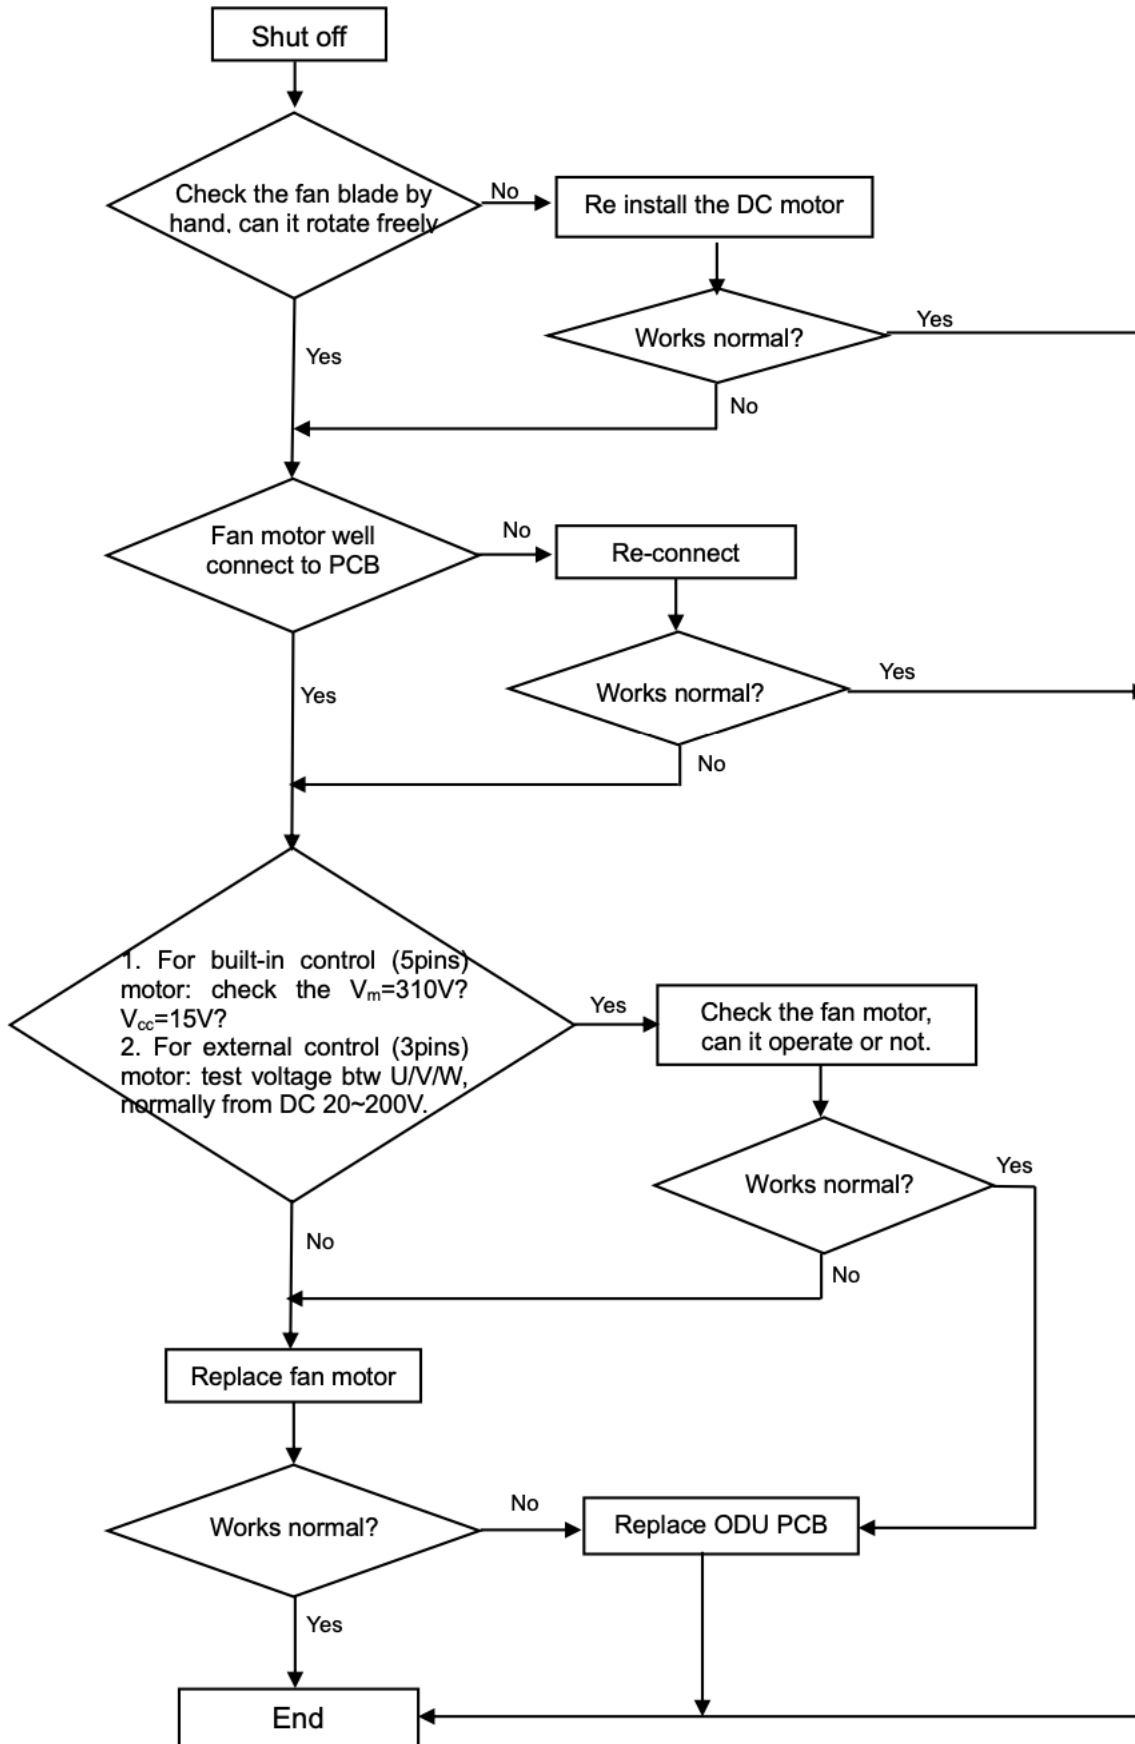 Shut off
Check the fan blade by
hand, can it rotate freely
No
Re install the DC motor
Works normal?
Yes
Yes
No
Fan motor well
connect to PCB
No
Re-connect
Works normal?
Yes
Yes
No
1. For built-in control (5pins)
motor: check the Vm=310V?
Vcc=15V?
2. For external control (3pins)
motor: test voltage btw U/V/W,
normally from DC 20~200V.
Yes
Check the fan motor,
can it operate or not.
Works normal?
Yes
No
No
Replace fan motor
Works normal?
No
Replace ODU PCB
Yes
End